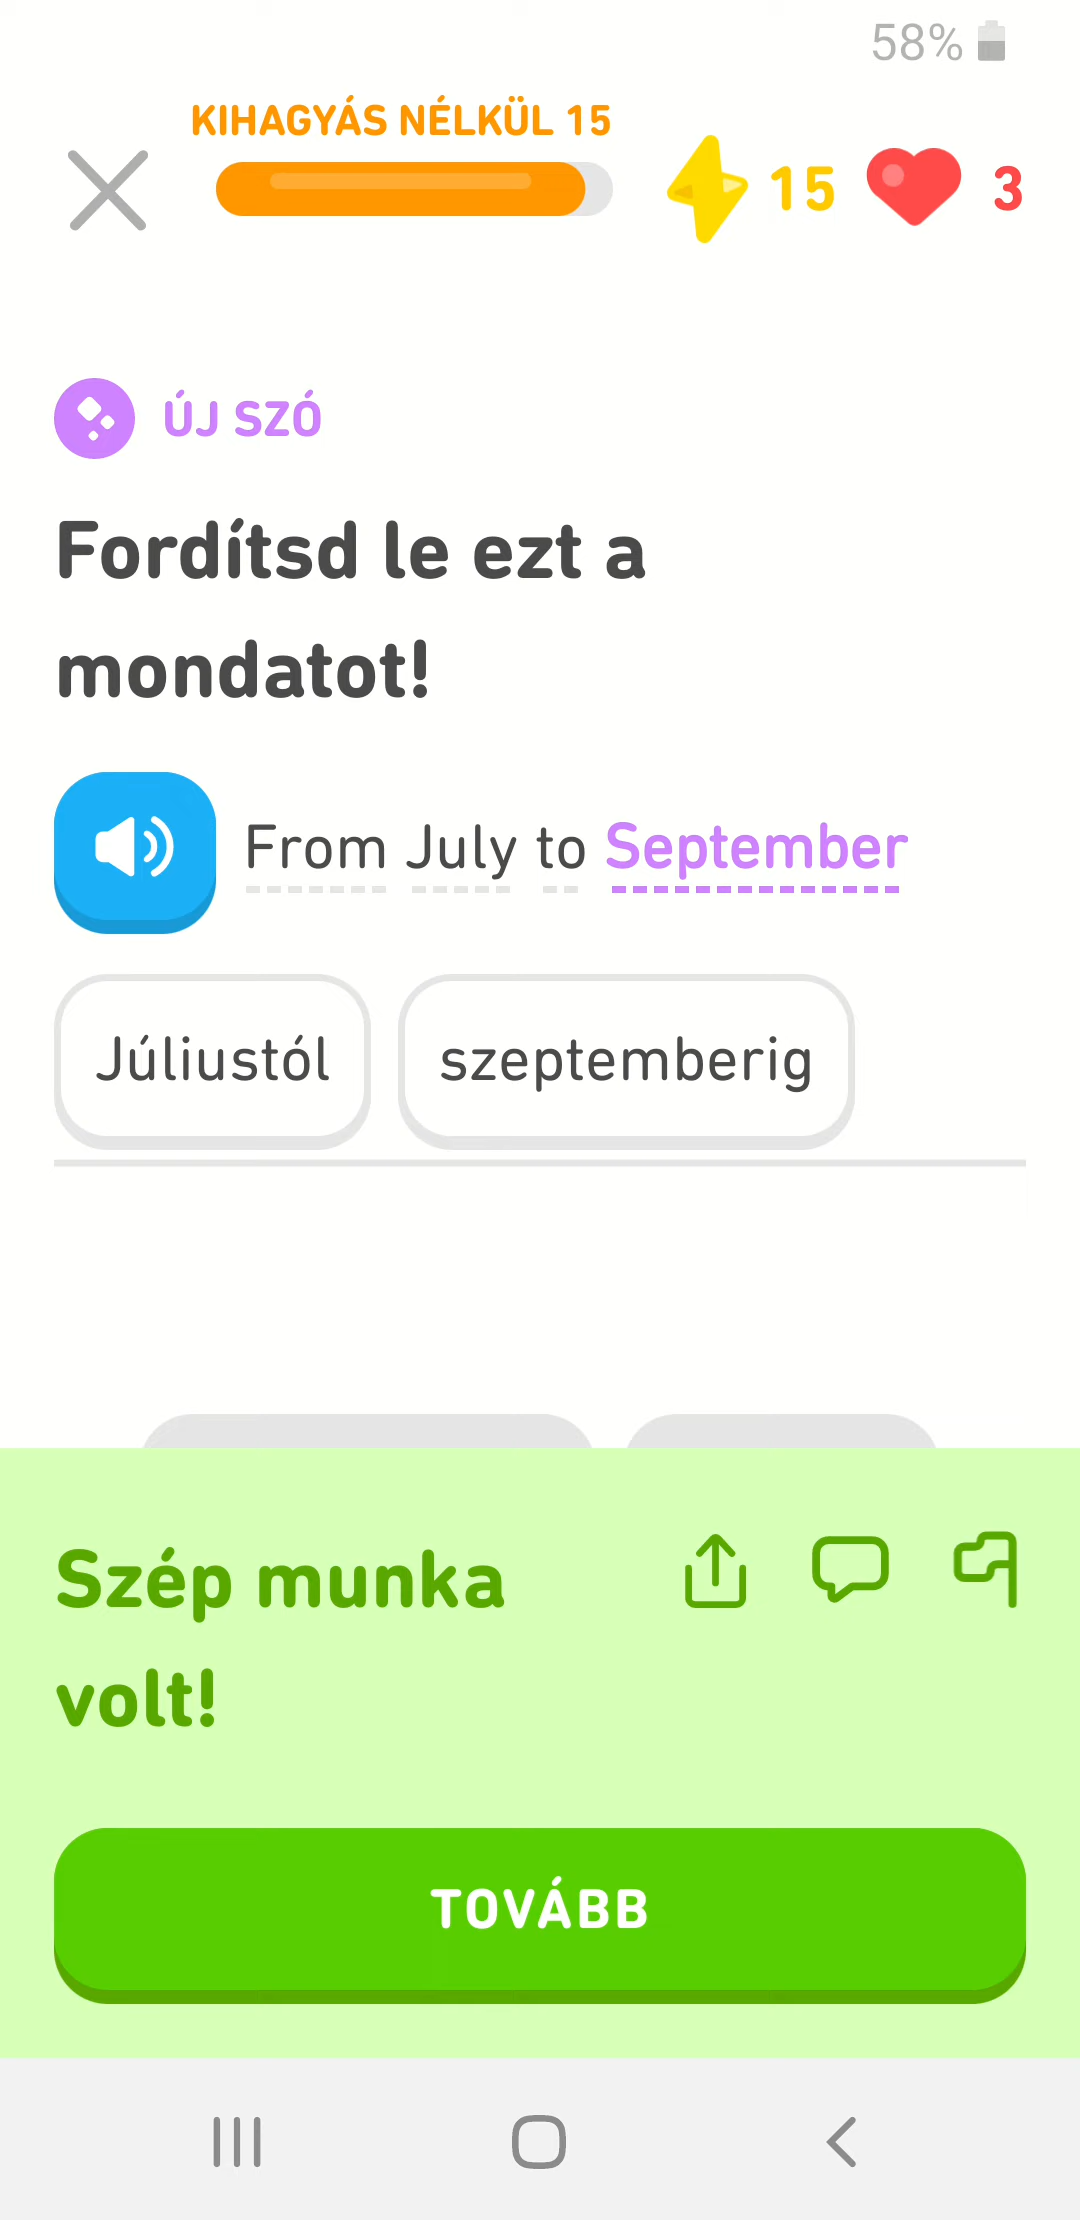 58%
KIHAGYÁS NÉLKÜL 15
15
3
ÚJ SZÓ
Fordítsd le ezt a
mondatot!
From July to September
Júliustól szeptemberig
Szép munka
volt!
TOVÁBB